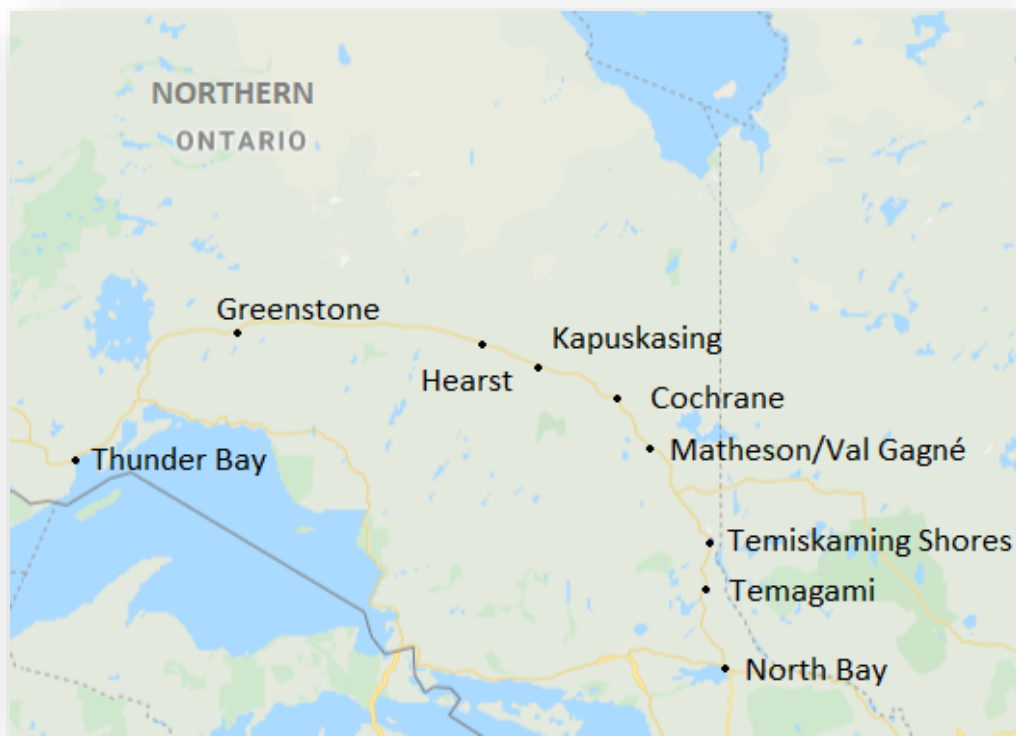 NORTHERN
ONTARIO
Greenstone
Kapuskasing
Hearst
Cochrane
Matheson/Val Gagné
Thunder Bay
Temiskaming Shores
Temagami
North Bay